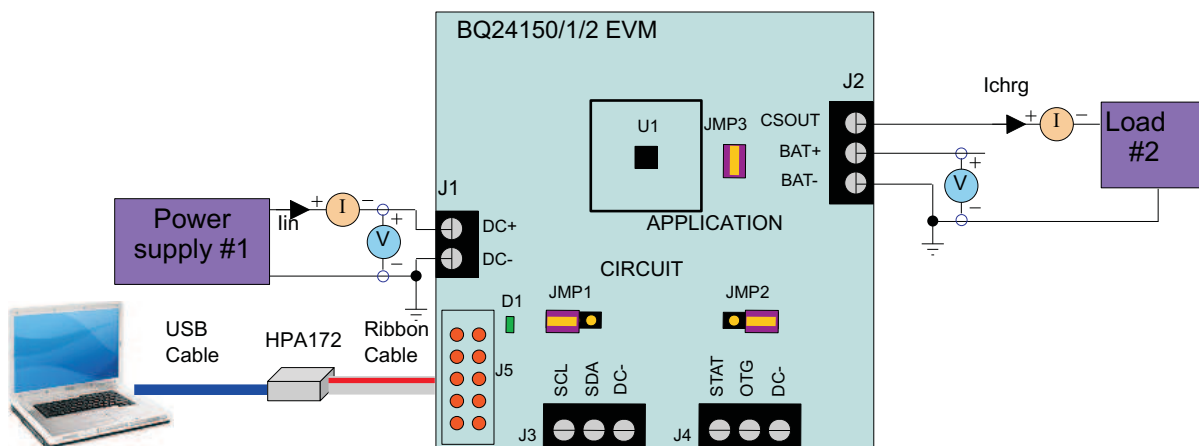 BQ24150/1/2 EVM
J2
Ichrg
+ I -
Load
#2
U1
JMP3
CSOUT
BAT+
BAT-
+
V
-
J1
Power
supply #1
Iin
+ I -
+
V
-
DC+
DC-
APPLICATION
CIRCUIT
D1
JMP1
JMP2
USB
Cable
HPA172
Ribbon
Cable
J5
SCL
SDA
DC-
STAT
OTG
DC-
J3
J4